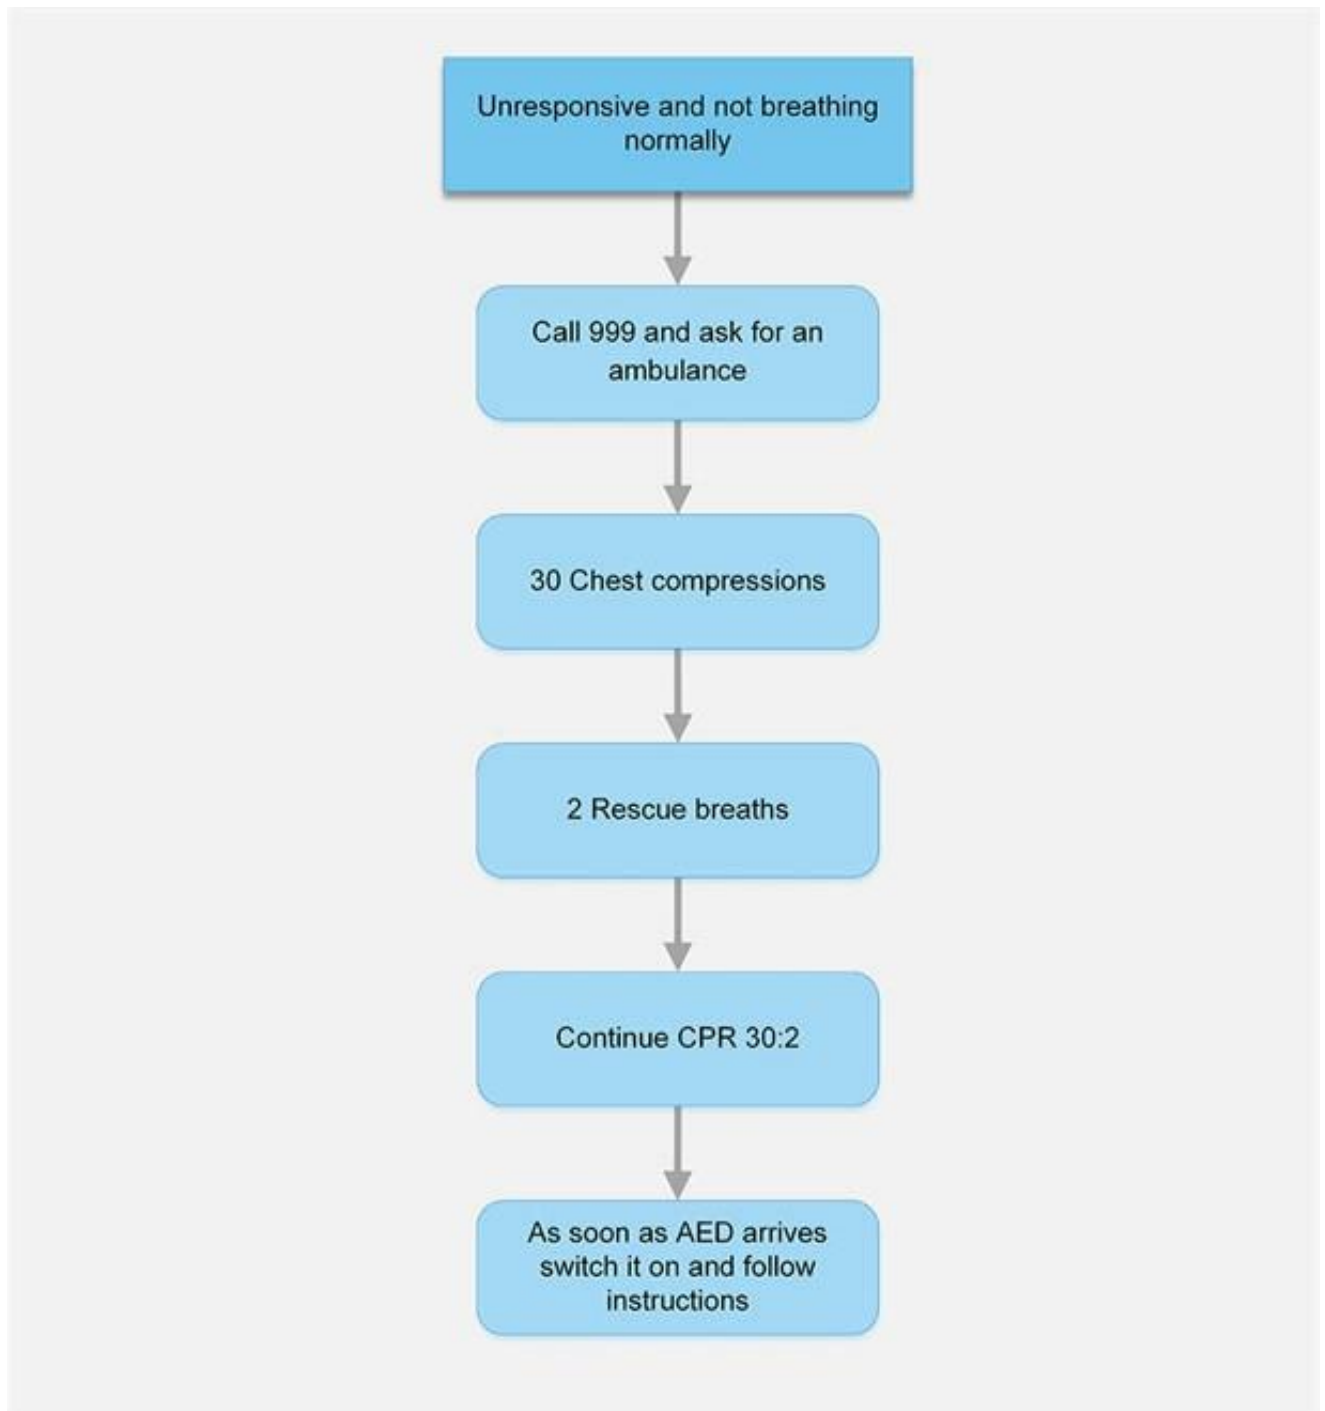 Unresponsive and not breathing
normally
Call 999 and ask for an
ambulance
30 Chest compressions
2 Rescue breaths
Continue CPR 30:2
As soon as AED arrives
switch it on and follow
instructions